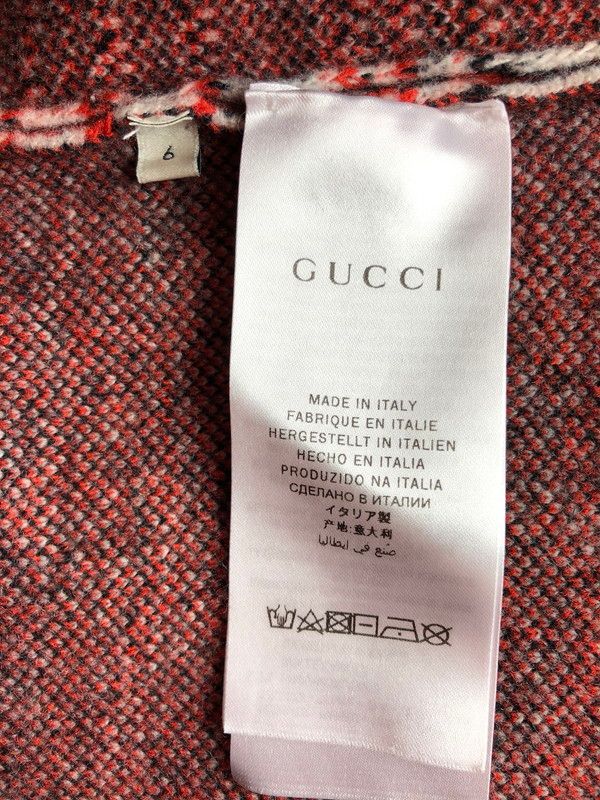 6
GUCCI
MADE IN ITALY
FABRIQUE EN ITALIE
HERGESTELLT IN ITALIEN
HECHO EN ITALIA
PRODUZIDO NA ITALIA
СДЕЛАНО В ИТАЛИИ
イタリア製
产地:意大利
صنع في ايطاليا